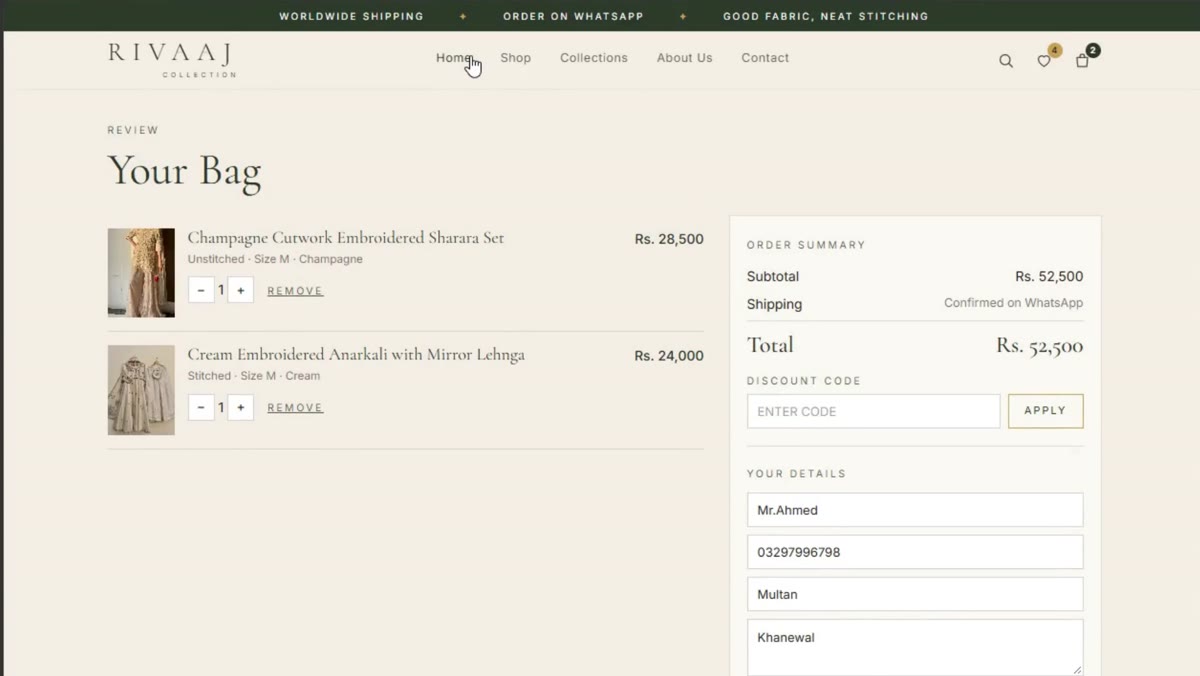 WORLDWIDE SHIPPING ✦ ORDER ON WHATSAPP ✦ GOOD FABRIC, NEAT STITCHING
RIVAAJ
COLLECTION
Home Shop Collections About Us Contact
4 2
REVIEW
Your Bag
Champagne Cutwork Embroidered Sharara Set Rs. 28,500
Unstitched · Size M · Champagne
− 1 + REMOVE
Cream Embroidered Anarkali with Mirror Lehnga Rs. 24,000
Stitched · Size M · Cream
− 1 + REMOVE
ORDER SUMMARY
Subtotal Rs. 52,500
Shipping Confirmed on WhatsApp
Total Rs. 52,500
DISCOUNT CODE
ENTER CODE APPLY
YOUR DETAILS
Mr.Ahmed
03297996798
Multan
Khanewal